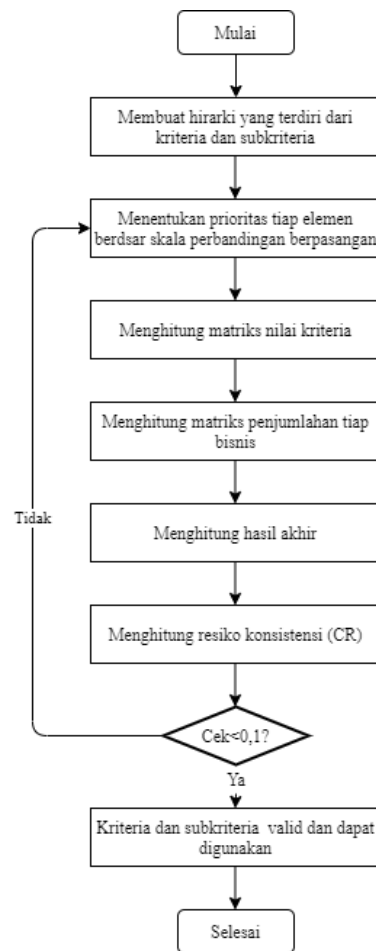 Mulai
Membuat hirarki yang terdiri dari
kriteria dan subkriteria
Menentukan prioritas tiap elemen
berdsar skala perbandingan berpasangan
Menghitung matriks nilai kriteria
Menghitung matriks penjumlahan tiap
bisnis
Menghitung hasil akhir
Tidak
Menghitung resiko konsistensi (CR)
Cek<0,1?
Ya
Kriteria dan subkriteria valid dan dapat
digunakan
Selesai